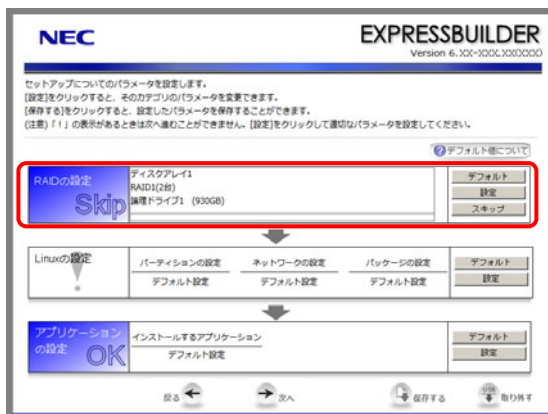 NEC
EXPRESSBUILDER
Version 6.XX-XXX.XX(XXXX)
セットアップについてのパラメータを設定します。
[設定]をクリックすると、そのカテゴリのパラメータを変更できます。
[保存する]をクリックすると、設定したパラメータを保存することができます。
(注意)「！」の表示があるときは次へ進むことができません。[設定]をクリックして適切なパラメータを設定してください。
デフォルト値について
RAIDの設定
Skip
ディスクアレイ1
RAID1(2台)
論理ドライブ1 (930GB)
デフォルト
設定
スキップ
Linuxの設定
!
パーティションの設定 ネットワークの設定 パッケージの設定
デフォルト設定 デフォルト設定 デフォルト設定
デフォルト
設定
アプリケーション
の設定 OK
インストールするアプリケーション
デフォルト設定
デフォルト
設定
戻る 次へ 保存する USB 取り外す